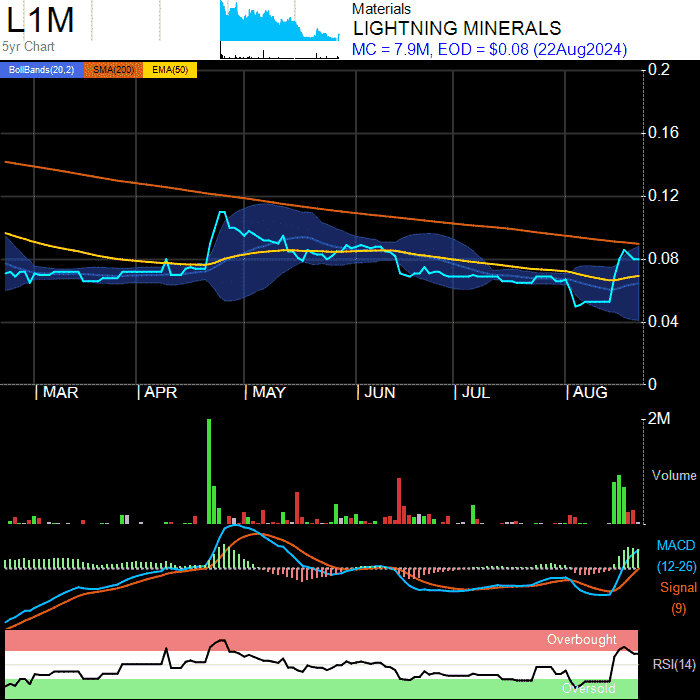 L1M
5yr Chart
Materials
LIGHTNING MINERALS
MC = 7.9M, EOD = $0.08 (22Aug2024)
BollBands(20,2) SMA(200) EMA(50)
0.2
0.16
0.12
0.08
0.04
0
| MAR | APR | MAY | JUN | JUL | AUG
2M
Volume
MACD
(12-26)
Signal
(9)
Overbought
RSI(14)
Oversold